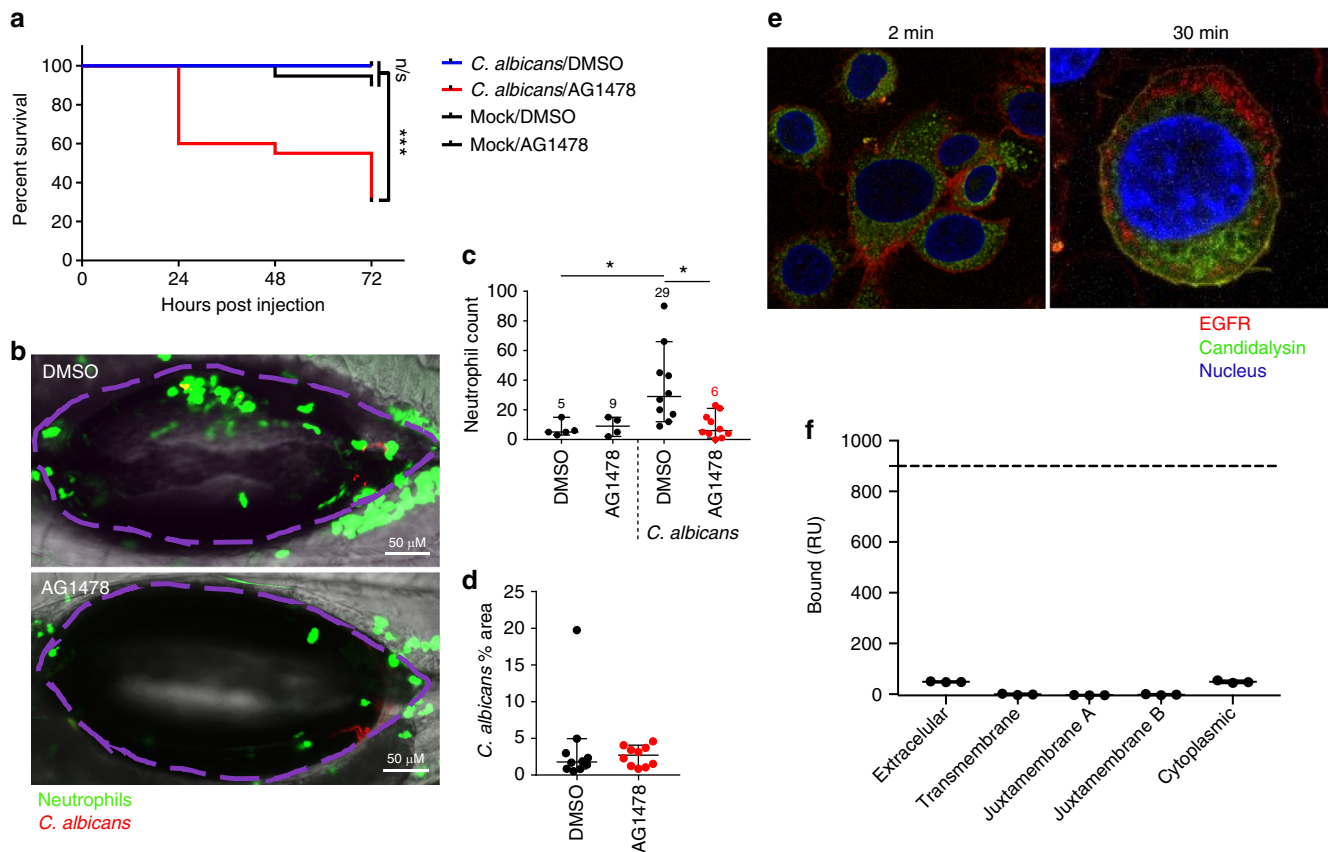 a
Percent survival
100
80
60
40
20
0
0 24 48 72
Hours post injection
n/s
***
C. albicans/DMSO
C. albicans/AG1478
Mock/DMSO
Mock/AG1478
b
DMSO
50 µM
AG1478
50 µM
Neutrophils
C. albicans
c
Neutrophil count
100
80
60
40
20
0
* *
5 9 29 6
DMSO AG1478 DMSO AG1478
C. albicans
d
C. albicans % area
25
20
15
10
5
0
DMSO AG1478
e
2 min 30 min
EGFR
Candidalysin
Nucleus
f
Bound (RU)
1000
800
600
400
200
0
Extracelular
Transmembrane
Juxtamembrane A
Juxtamembrane B
Cytoplasmic